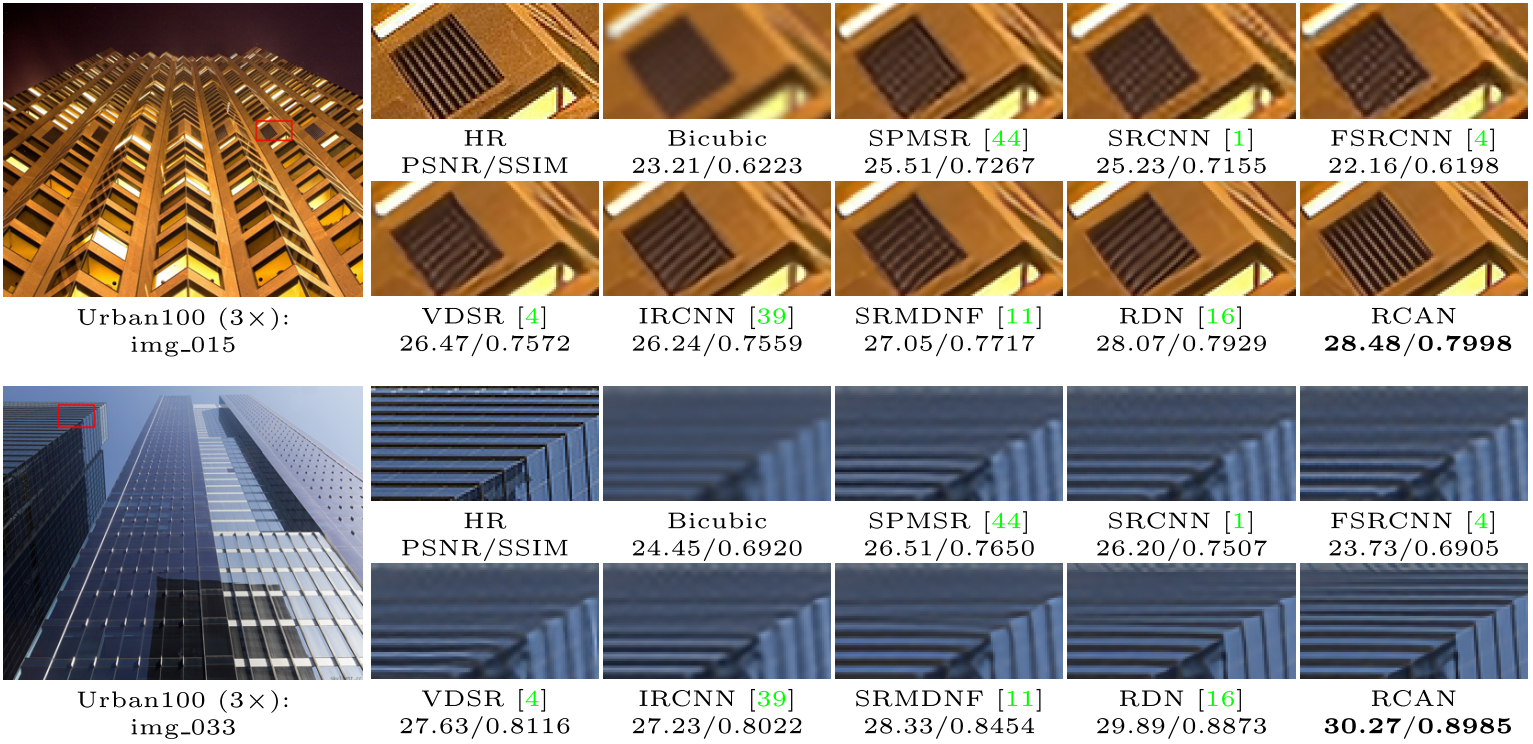 HR Bicubic SPMSR [44] SRCNN [1] FSRCNN [4]
PSNR/SSIM 23.21/0.6223 25.51/0.7267 25.23/0.7155 22.16/0.6198
Urban100 (3×): VDSR [4] IRCNN [39] SRMDNF [11] RDN [16] RCAN
img_015 26.47/0.7572 26.24/0.7559 27.05/0.7717 28.07/0.7929 28.48/0.7998
HR Bicubic SPMSR [44] SRCNN [1] FSRCNN [4]
PSNR/SSIM 24.45/0.6920 26.51/0.7650 26.20/0.7507 23.73/0.6905
Urban100 (3×): VDSR [4] IRCNN [39] SRMDNF [11] RDN [16] RCAN
img_033 27.63/0.8116 27.23/0.8022 28.33/0.8454 29.89/0.8873 30.27/0.8985